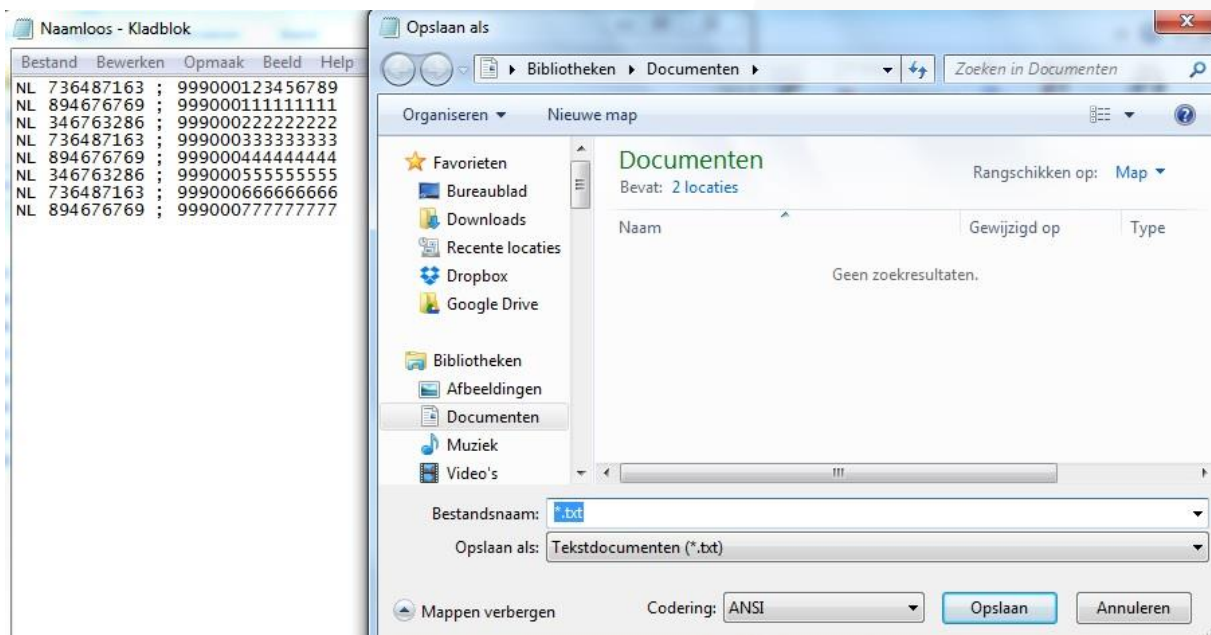 Naamloos - Kladblok
Bestand Bewerken Opmaak Beeld Help
NL 736487163 ; 999000123456789
NL 894676769 ; 999000111111111
NL 346763286 ; 999000222222222
NL 736487163 ; 999000333333333
NL 894676769 ; 999000444444444
NL 346763286 ; 999000555555555
NL 736487163 ; 999000666666666
NL 894676769 ; 999000777777777
Opslaan als
Bibliotheken Documenten
Zoeken in Documenten
Organiseren Nieuwe map
Favorieten
Bureaublad
Downloads
Recente locaties
Dropbox
Google Drive
Bibliotheken
Afbeeldingen
Documenten
Muziek
Video's
Documenten
Bevat: 2 locaties
Rangschikken op: Map
Naam Gewijzigd op Type
Geen zoekresultaten.
Bestandsnaam: *.txt
Opslaan als: Tekstdocumenten (*.txt)
Mappen verbergen Codering: ANSI Opslaan Annuleren